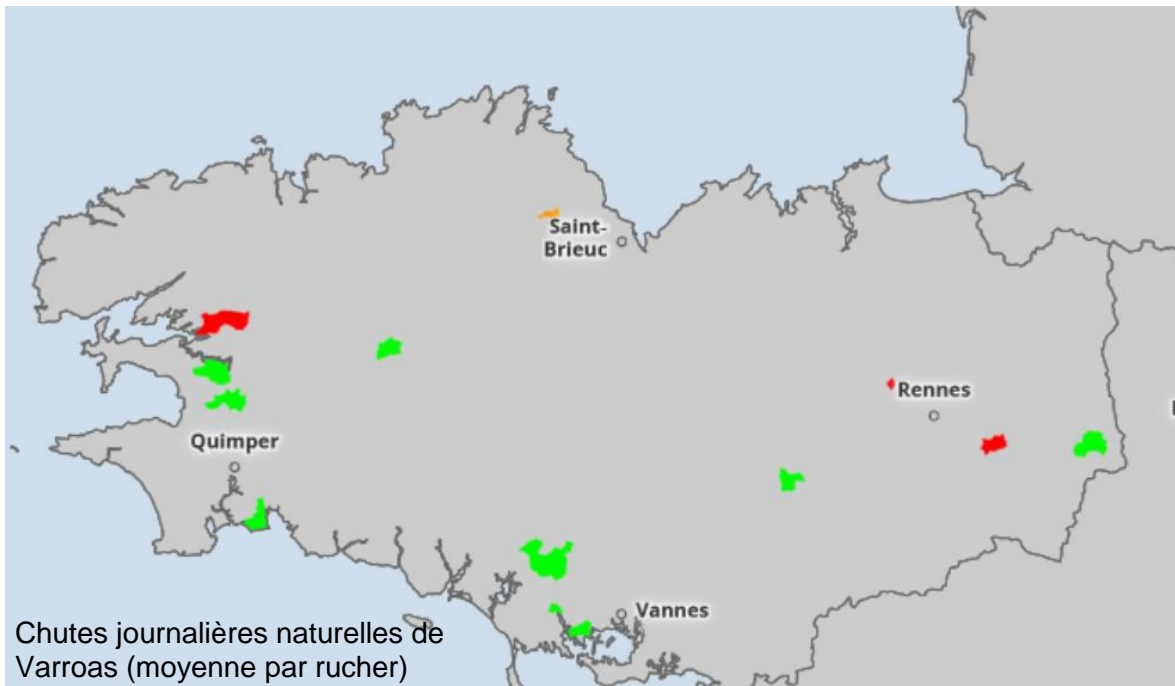 Saint-
Brieuc
Rennes
Quimper
Vannes
Chutes journalières naturelles de
Varroas (moyenne par rucher)